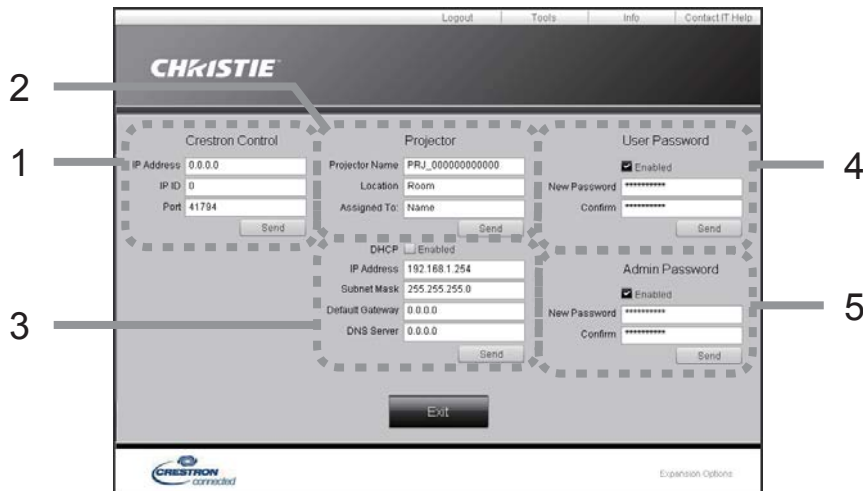 Logout Tools Info Contact IT Help
CHRISTIE
2
1
3
4
5
Crestron Control
IP Address 0.0.0.0
IP ID 0
Port 41794
Send
Projector
Projector Name PRJ_000000000000
Location Room
Assigned To: Name
Send
DHCP Enabled
IP Address 192.168.1.254
Subnet Mask 255.255.255.0
Default Gateway 0.0.0.0
DNS Server 0.0.0.0
Send
User Password
Enabled
New Password **********
Confirm **********
Send
Admin Password
Enabled
New Password **********
Confirm **********
Send
Exit
CRESTRON
connected
Expansion Options